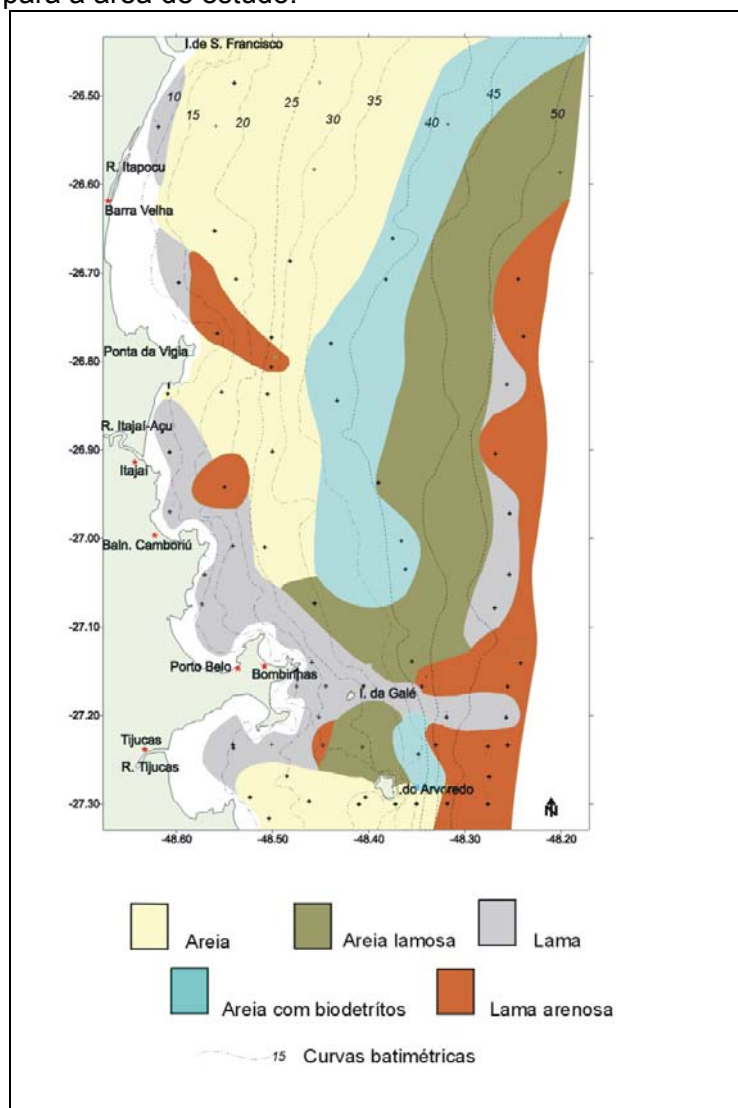 para a área de estudo.
I.de S. Francisco
-26.50
10
15
20
25
30
35
40
45
50
R. Itapocu
-26.60
Barra Velha
-26.70
Ponta da Vigia
-26.80
R. Itajaí-Açu
-26.90
Itajaí
-27.00
Baln. Camboriú
-27.10
Porto Belo
Bombinhas
I. da Galé
-27.20
Tijucas
R. Tijucas
I.do Arvoredo
-27.30
N
-48.60
-48.50
-48.40
-48.30
-48.20
Areia
Areia lamosa
Lama
Areia com biodetrítos
Lama arenosa
15 Curvas batimétricas